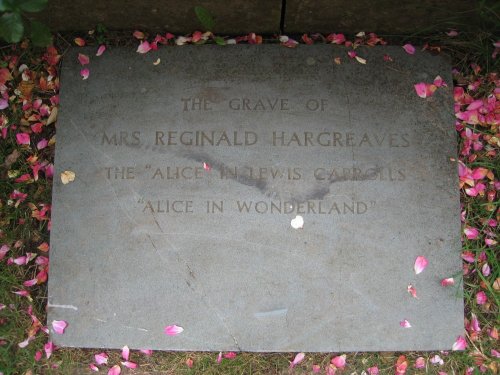 THE GRAVE OF
MRS REGINALD HARGREAVES
THE "ALICE" IN LEWIS CARROLL'S
"ALICE IN WONDERLAND"